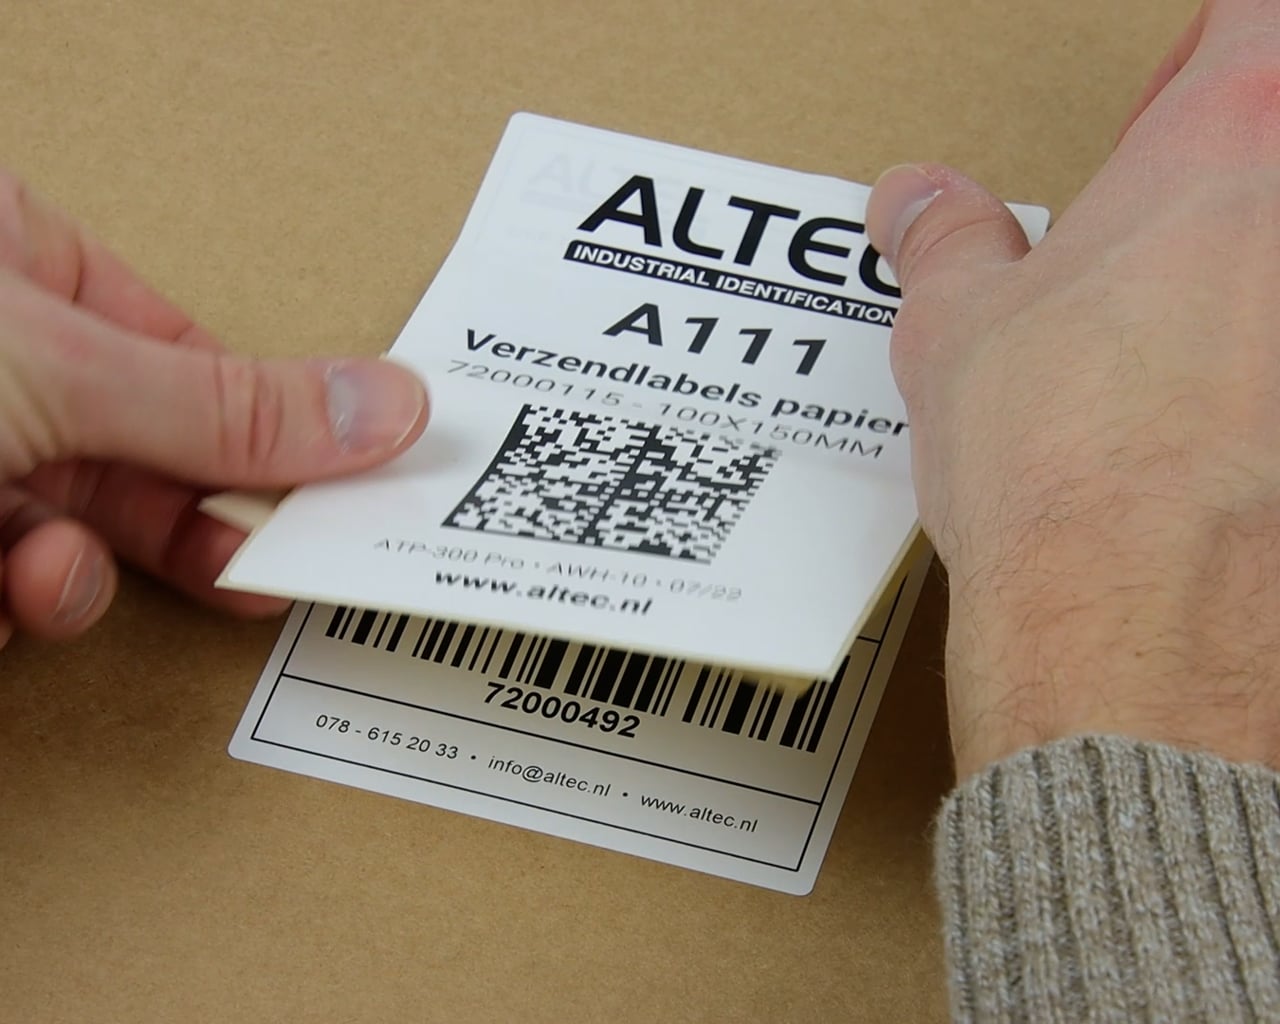 ALTEC
INDUSTRIAL IDENTIFICATION
A111
Verzendlabels papier
72000115 - 100X150MM
ATP-300 Pro • AWH-10 • 07/22
www.altec.nl
72000492
078 - 615 20 33 • info@altec.nl • www.altec.nl